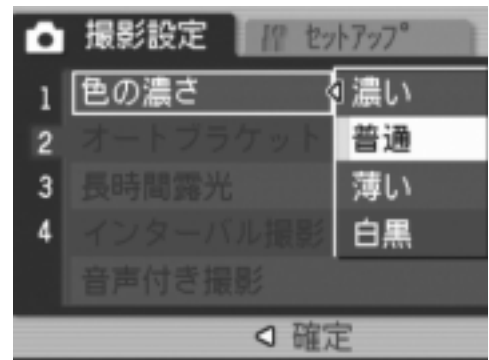 撮影設定 セットアップ
1 色の濃さ 濃い
2 オートブラケット 普通
3 長時間露光 薄い
4 インターバル撮影 白黒
音声付き撮影
確定